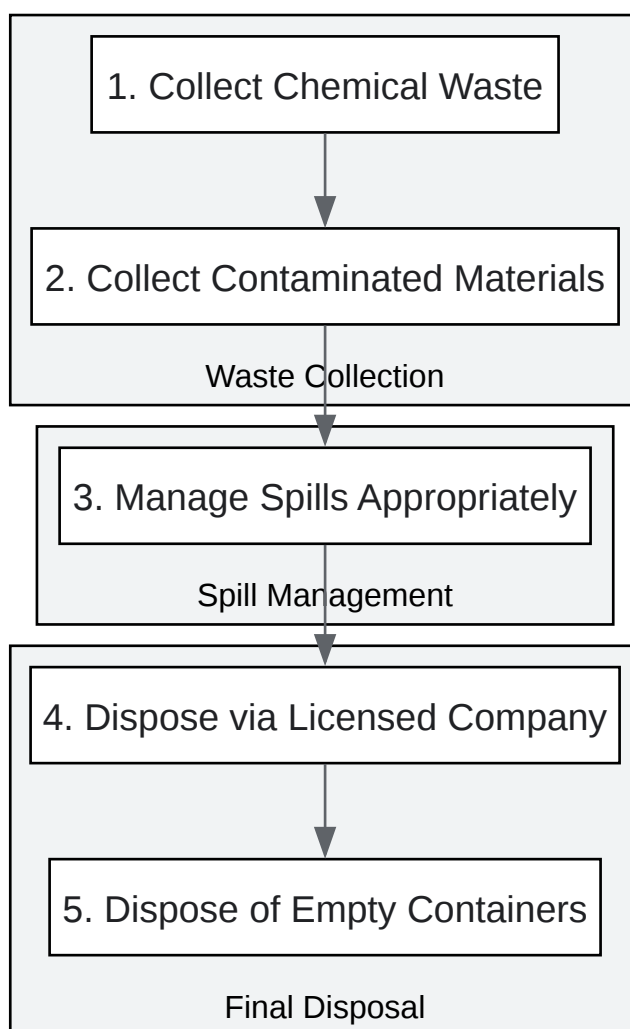 1. Collect Chemical Waste
2. Collect Contaminated Materials
Waste Collection
3. Manage Spills Appropriately
Spill Management
4. Dispose via Licensed Company
5. Dispose of Empty Containers
Final Disposal